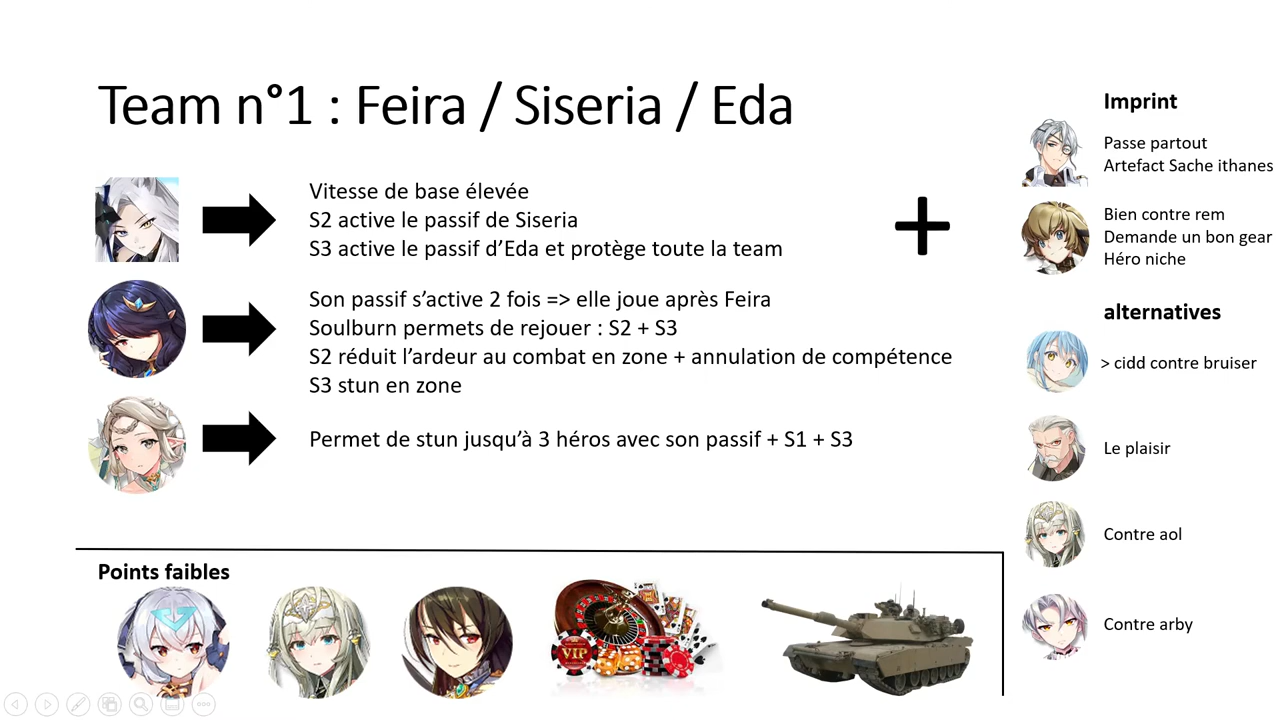 Team n°1 : Feira / Siseria / Eda
Vitesse de base élevée
S2 active le passif de Siseria
S3 active le passif d’Eda et protège toute la team
Son passif s’active 2 fois => elle joue après Feira
Soulburn permets de rejouer : S2 + S3
S2 réduit l’ardeur au combat en zone + annulation de compétence
S3 stun en zone
Permet de stun jusqu’à 3 héros avec son passif + S1 + S3
+
Imprint
Passe partout
Artefact Sache ithanes
Bien contre rem
Demande un bon gear
Héro niche
alternatives
> cidd contre bruiser
Le plaisir
Contre aol
Contre arby
Points faibles
VIP